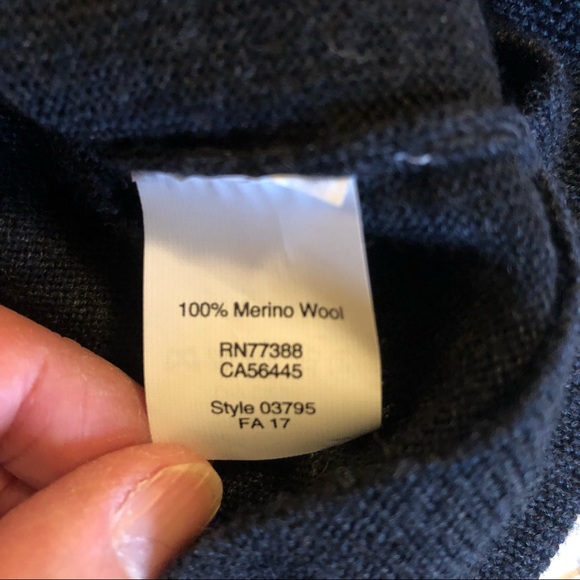 100% Merino Wool
RN77388
CA56445
Style 03795
FA 17